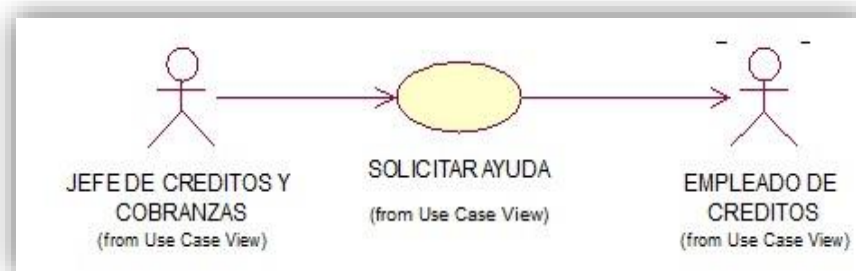 JEFE DE CREDITOS Y
COBRANZAS
(from Use Case View)
SOLICITAR AYUDA
(from Use Case View)
EMPLEADO DE
CREDITOS
(from Use Case View)